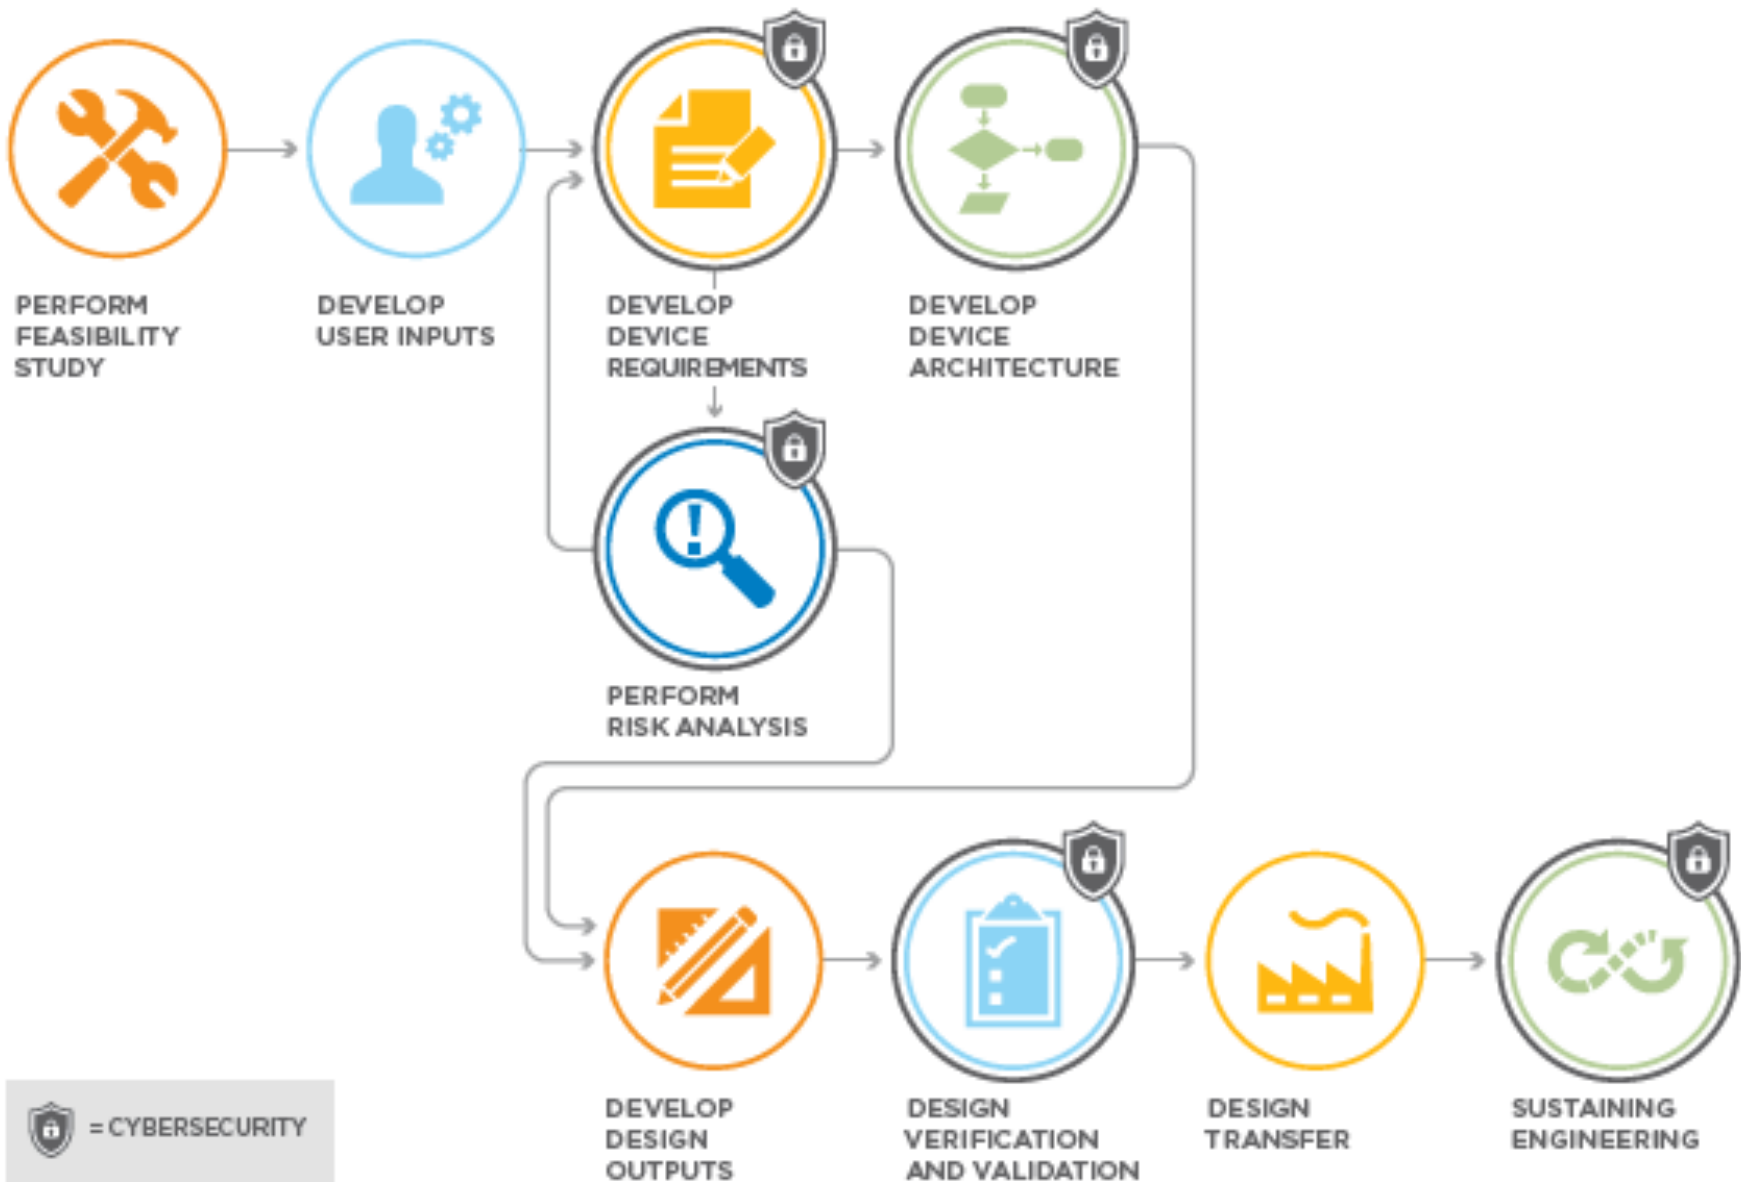 PERFORM
FEASIBILITY
STUDY
DEVELOP
USER INPUTS
DEVELOP
DEVICE
REQUIREMENTS
DEVELOP
DEVICE
ARCHITECTURE
PERFORM
RISK ANALYSIS
DEVELOP
DESIGN
OUTPUTS
DESIGN
VERIFICATION
AND VALIDATION
DESIGN
TRANSFER
SUSTAINING
ENGINEERING
= CYBERSECURITY